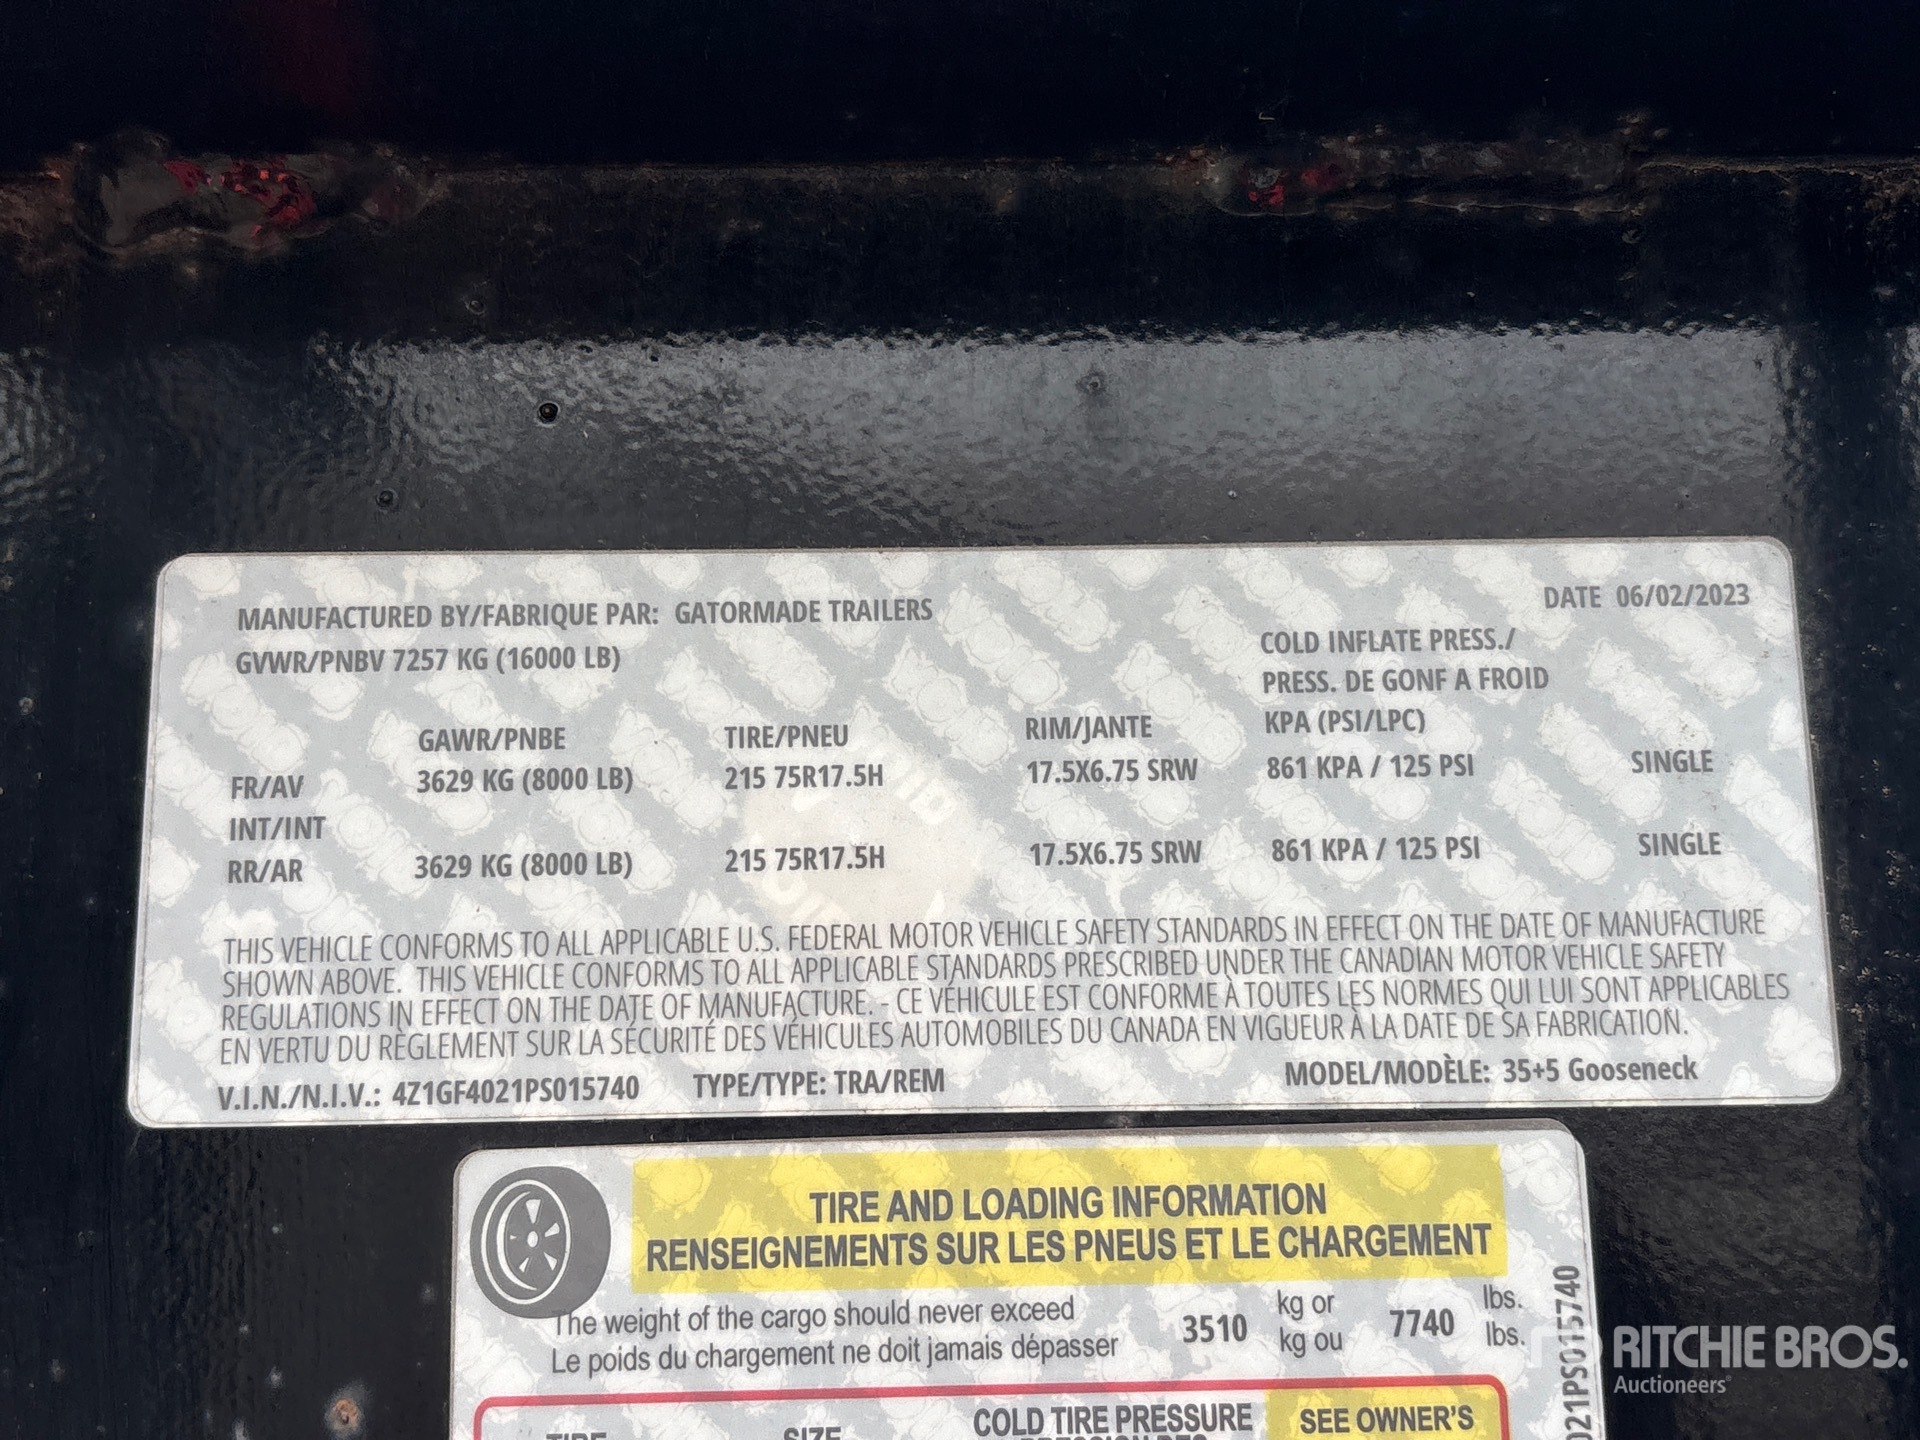 MANUFACTURED BY/FABRIQUE PAR: GATORMADE TRAILERS
DATE 06/02/2023
GVWR/PNBV 7257 KG (16000 LB)
COLD INFLATE PRESS./
PRESS. DE GONF A FROID
GAWR/PNBE TIRE/PNEU RIM/JANTE KPA (PSI/LPC)
FR/AV 3629 KG (8000 LB) 215 75R17.5H 17.5X6.75 SRW 861 KPA / 125 PSI SINGLE
INT/INT
RR/AR 3629 KG (8000 LB) 215 75R17.5H 17.5X6.75 SRW 861 KPA / 125 PSI SINGLE
THIS VEHICLE CONFORMS TO ALL APPLICABLE U.S. FEDERAL MOTOR VEHICLE SAFETY STANDARDS IN EFFECT ON THE DATE OF MANUFACTURE
SHOWN ABOVE. THIS VEHICLE CONFORMS TO ALL APPLICABLE STANDARDS PRESCRIBED UNDER THE CANADIAN MOTOR VEHICLE SAFETY
REGULATIONS IN EFFECT ON THE DATE OF MANUFACTURE. - CE VÉHICULE EST CONFORME À TOUTES LES NORMES QUI LUI SONT APPLICABLES
EN VERTU DU RÈGLEMENT SUR LA SÉCURITÉ DES VÉHICULES AUTOMOBILES DU CANADA EN VIGUEUR À LA DATE DE SA FABRICATION.
V.I.N./N.I.V.: 4Z1GF4021PS015740 TYPE/TYPE: TRA/REM MODEL/MODÈLE: 35+5 Gooseneck
TIRE AND LOADING INFORMATION
RENSEIGNEMENTS SUR LES PNEUS ET LE CHARGEMENT
The weight of the cargo should never exceed 3510 kg or 7740 lbs.
Le poids du chargement ne doit jamais dépasser kg ou lbs.
COLD TIRE PRESSURE SEE OWNER'S
TIRE SIZE
021PS015740
RITCHIE BROS.
Auctioneers